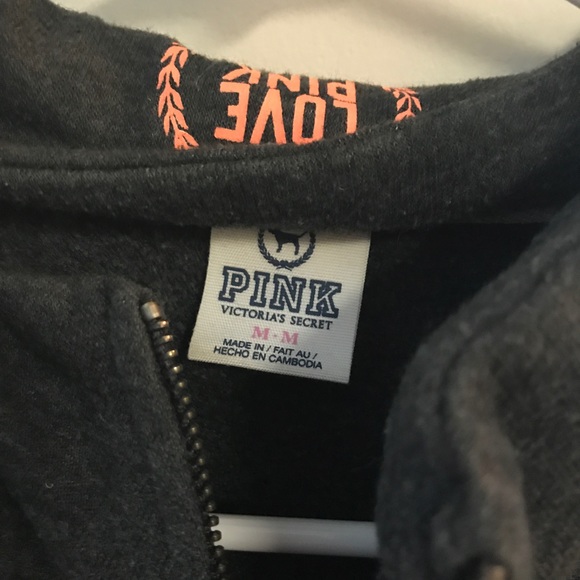 LOVE
PINK
PINK
VICTORIA'S SECRET
M - M
MADE IN / FAIT AU /
HECHO EN CAMBODIA